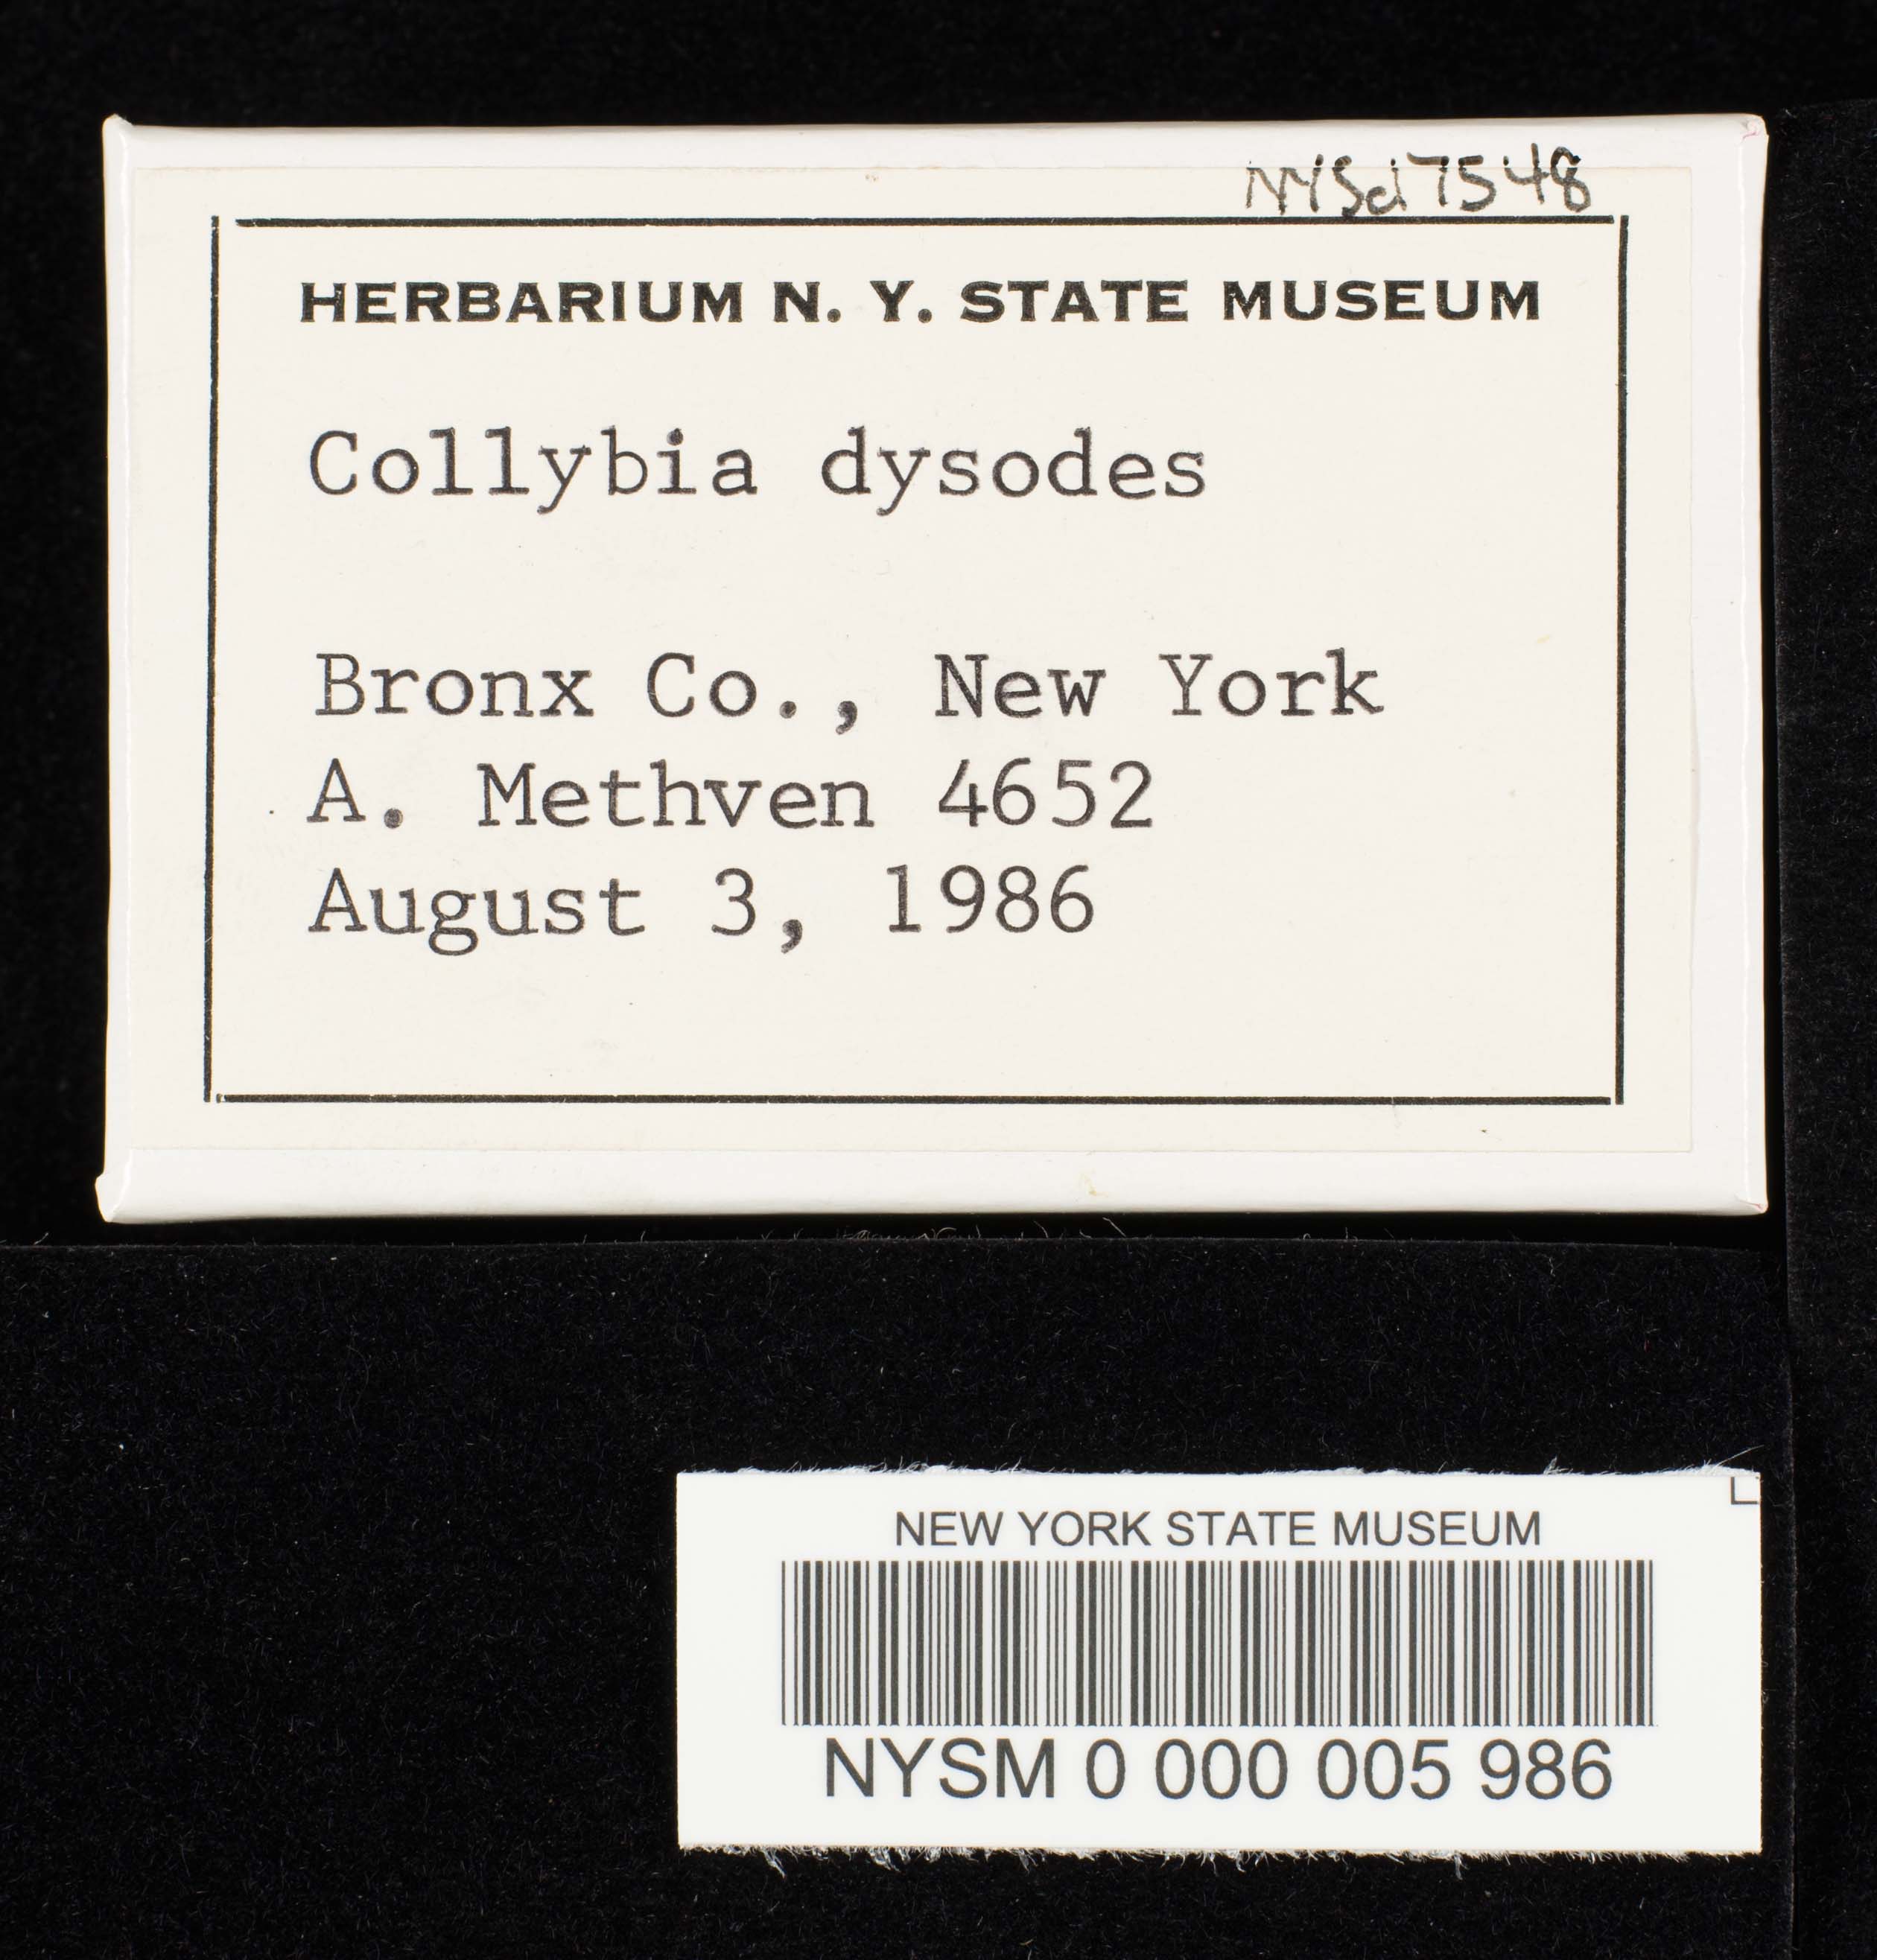 NYSd7548
HERBARIUM N. Y. STATE MUSEUM
Collybia dysodes
Bronx Co., New York
A. Methven 4652
August 3, 1986
NEW YORK STATE MUSEUM
NYSM 0 000 005 986